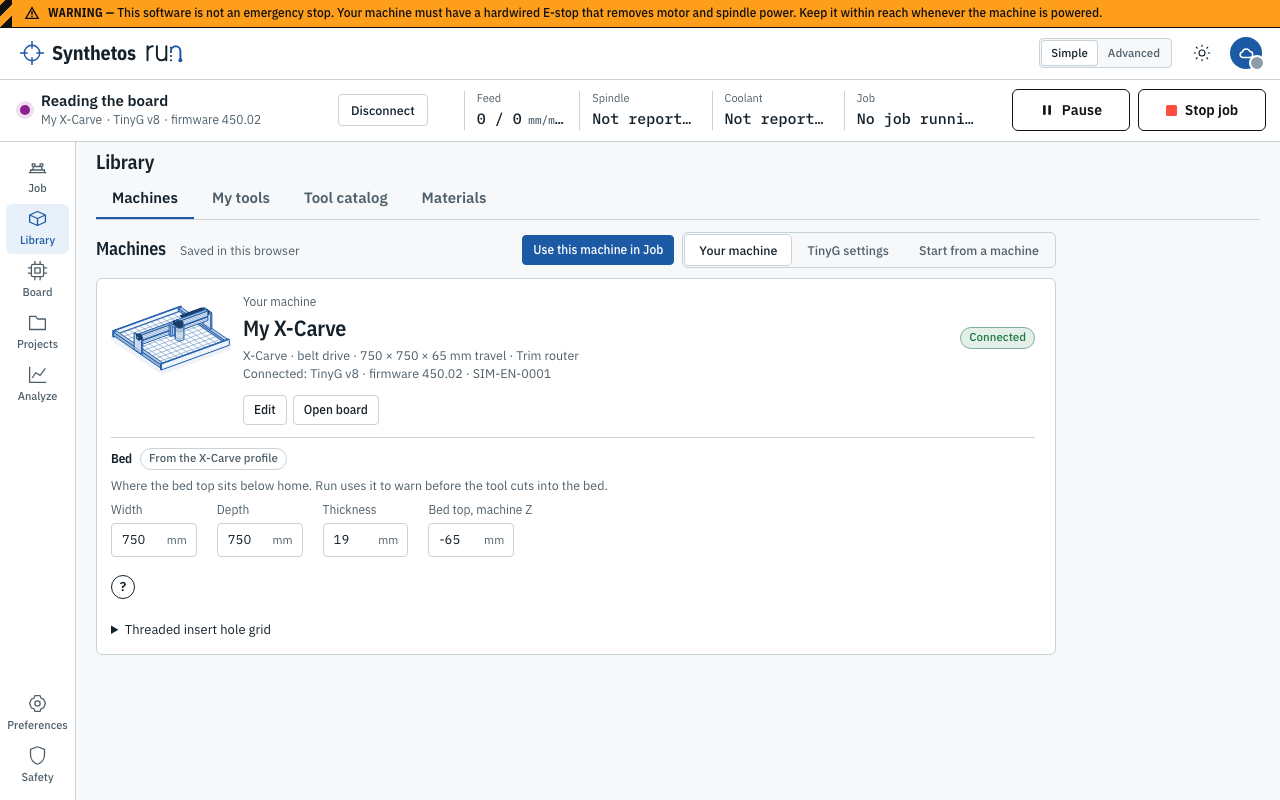 WARNING — This software is not an emergency stop. Your machine must have a hardwired E-stop that removes motor and spindle power. Keep it within reach whenever the machine is powered.
Synthetos run
Simple
Advanced
Reading the board
My X-Carve · TinyG v8 · firmware 450.02
Disconnect
Feed
0 / 0 mm/m…
Spindle
Not report…
Coolant
Not report…
Job
No job runni…
Pause
Stop job
Job
Library
Board
Projects
Analyze
Preferences
Safety
Library
Machines
My tools
Tool catalog
Materials
Machines
Saved in this browser
Use this machine in Job
Your machine
TinyG settings
Start from a machine
Your machine
My X-Carve
X-Carve · belt drive · 750 × 750 × 65 mm travel · Trim router
Connected: TinyG v8 · firmware 450.02 · SIM-EN-0001
Connected
Edit
Open board
Bed
From the X-Carve profile
Where the bed top sits below home. Run uses it to warn before the tool cuts into the bed.
Width
Depth
Thickness
Bed top, machine Z
750 mm
750 mm
19 mm
-65 mm
?
Threaded insert hole grid